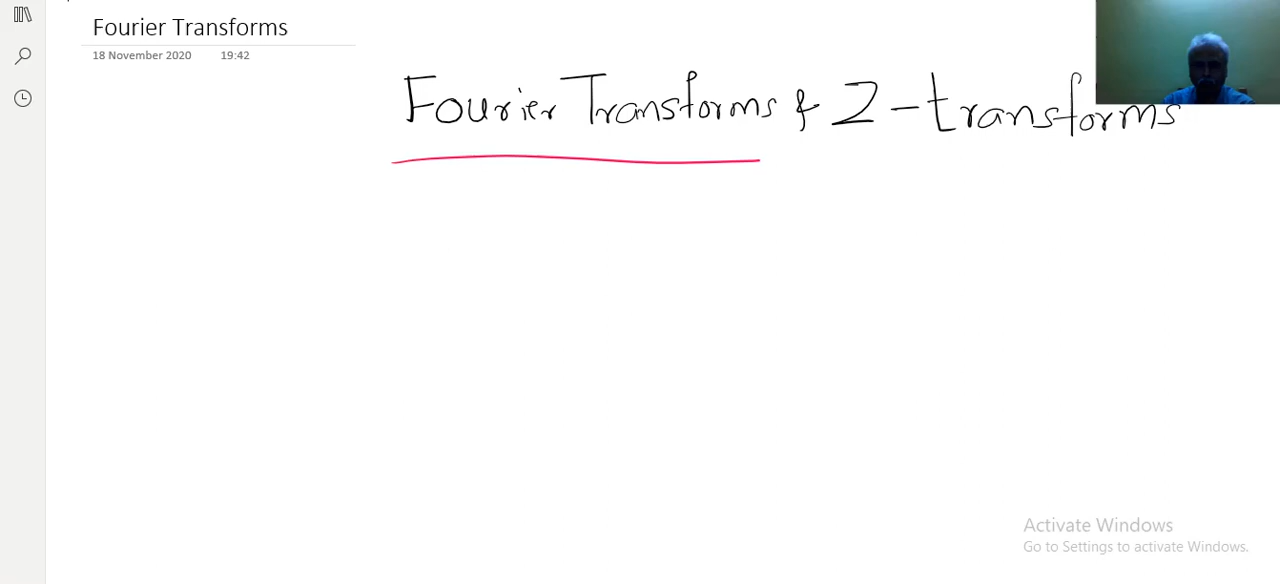 Fourier Transforms
18 November 2020 19:42
Fourier Transforms & Z-transforms
Activate Windows
Go to Settings to activate Windows.